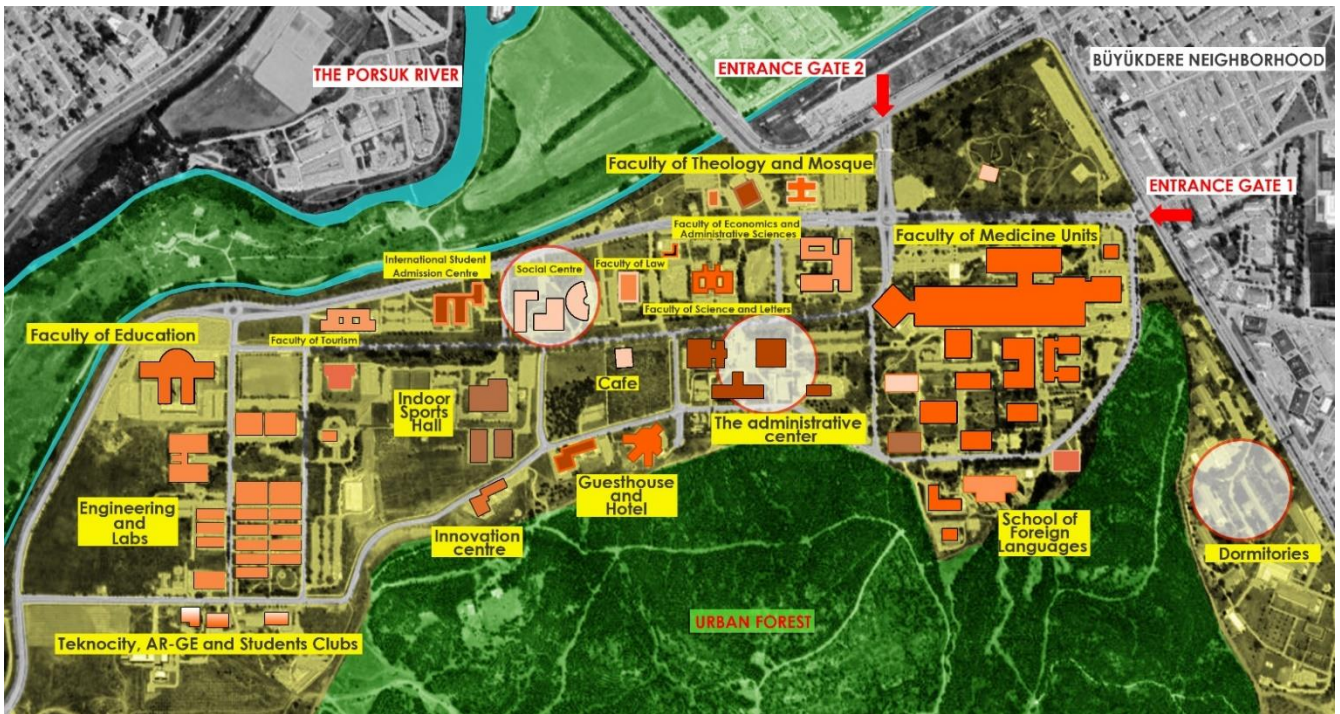 THE PORSUK RIVER
ENTRANCE GATE 2
BÜYÜKDERE NEIGHBORHOOD
Faculty of Theology and Mosque
ENTRANCE GATE 1
Faculty of Economics and
Administrative Sciences
Faculty of Medicine Units
International Student
Admission Centre
Social Centre
Faculty of Law
Faculty of Science and Letters
Faculty of Education
Faculty of Tourism
Cafe
Indoor
Sports
Hall
The administrative
center
Guesthouse
and
Hotel
Engineering
and
Labs
Innovation
centre
School of
Foreign
Languages
Dormitories
URBAN FOREST
Teknocity, AR-GE and Students Clubs